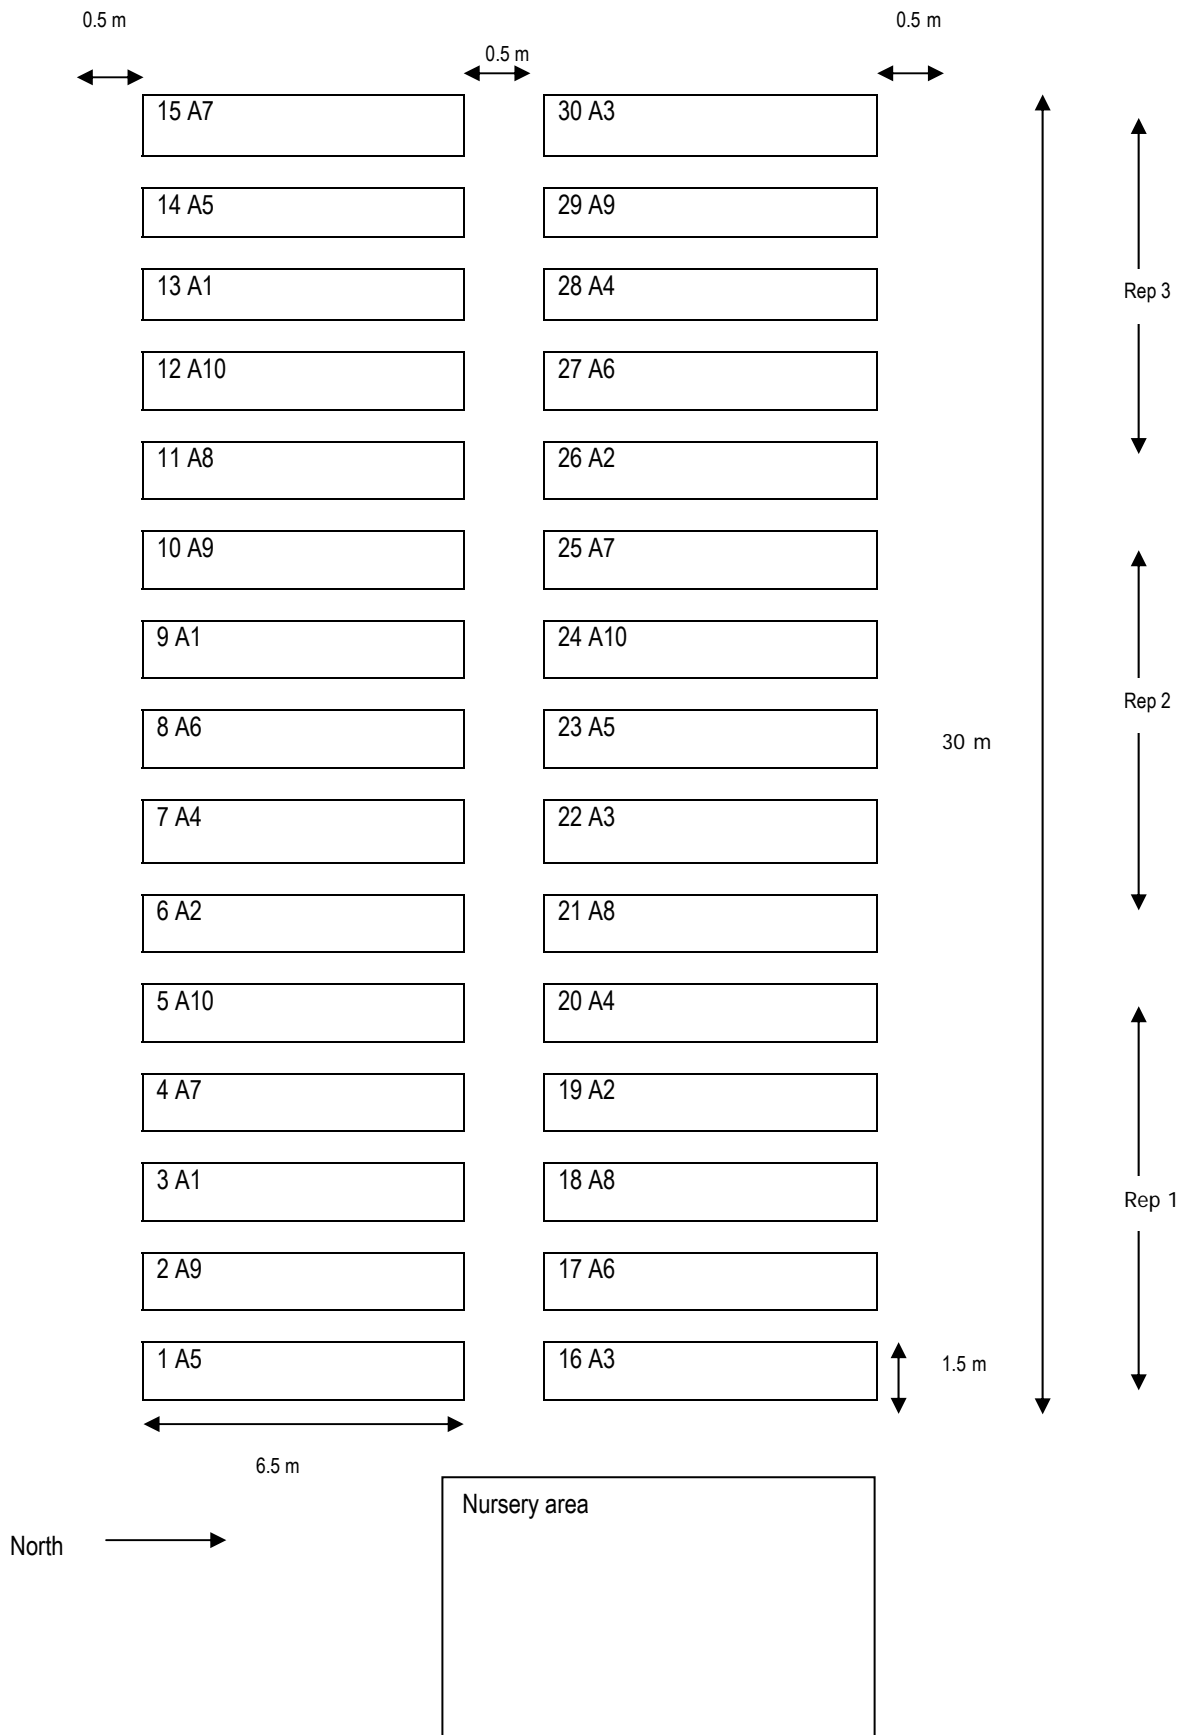 0.5 m
0.5 m
0.5 m
15 A7
30 A3
14 A5
29 A9
13 A1
28 A4
Rep 3
12 A10
27 A6
11 A8
26 A2
10 A9
25 A7
9 A1
24 A10
Rep 2
8 A6
23 A5
30 m
7 A4
22 A3
6 A2
21 A8
5 A10
20 A4
4 A7
19 A2
3 A1
18 A8
Rep 1
2 A9
17 A6
1 A5
16 A3
1.5 m
6.5 m
Nursery area
North